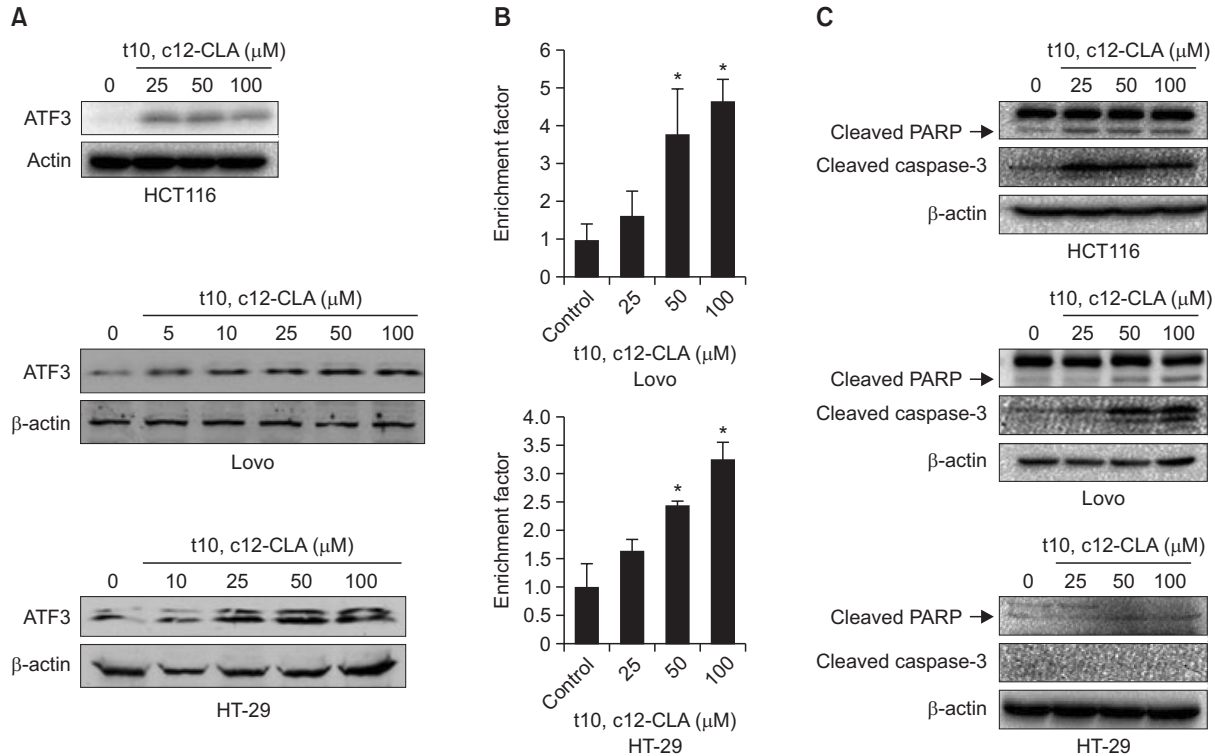 A
t10, c12-CLA (μM)
0 25 50 100
ATF3
Actin
HCT116
t10, c12-CLA (μM)
0 5 10 25 50 100
ATF3
β-actin
Lovo
t10, c12-CLA (μM)
0 10 25 50 100
ATF3
β-actin
HT-29
B
Enrichment factor
6
5
4
3
2
1
0
* *
Control 25 50 100
t10, c12-CLA (μM)
Lovo
Enrichment factor
4.0
3.5
3.0
2.5
2.0
1.5
1.0
0.5
0
* *
Control 25 50 100
t10, c12-CLA (μM)
HT-29
C
t10, c12-CLA (μM)
0 25 50 100
Cleaved PARP
Cleaved caspase-3
β-actin
HCT116
t10, c12-CLA (μM)
0 25 50 100
Cleaved PARP
Cleaved caspase-3
β-actin
Lovo
t10, c12-CLA (μM)
0 25 50 100
Cleaved PARP
Cleaved caspase-3
β-actin
HT-29